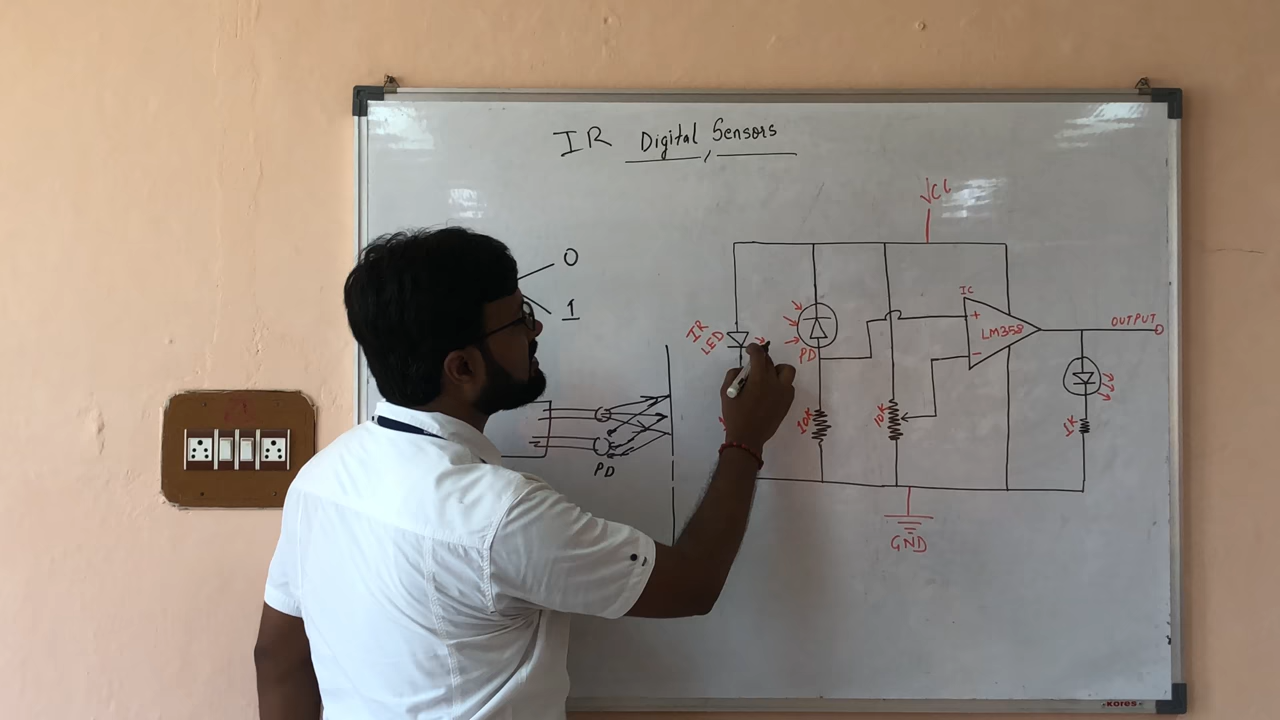 IR Digital Sensors
VCC
0
1
IC
+
LM358
-
OUTPUT
IR
LED
PD
10K
10K
1K
PD
GND
KORES